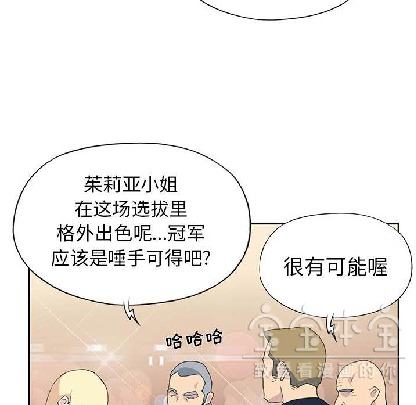 茱莉亚小姐
在这场选拔里
格外出色呢...冠军
应该是唾手可得吧?
很有可能喔
哈哈哈